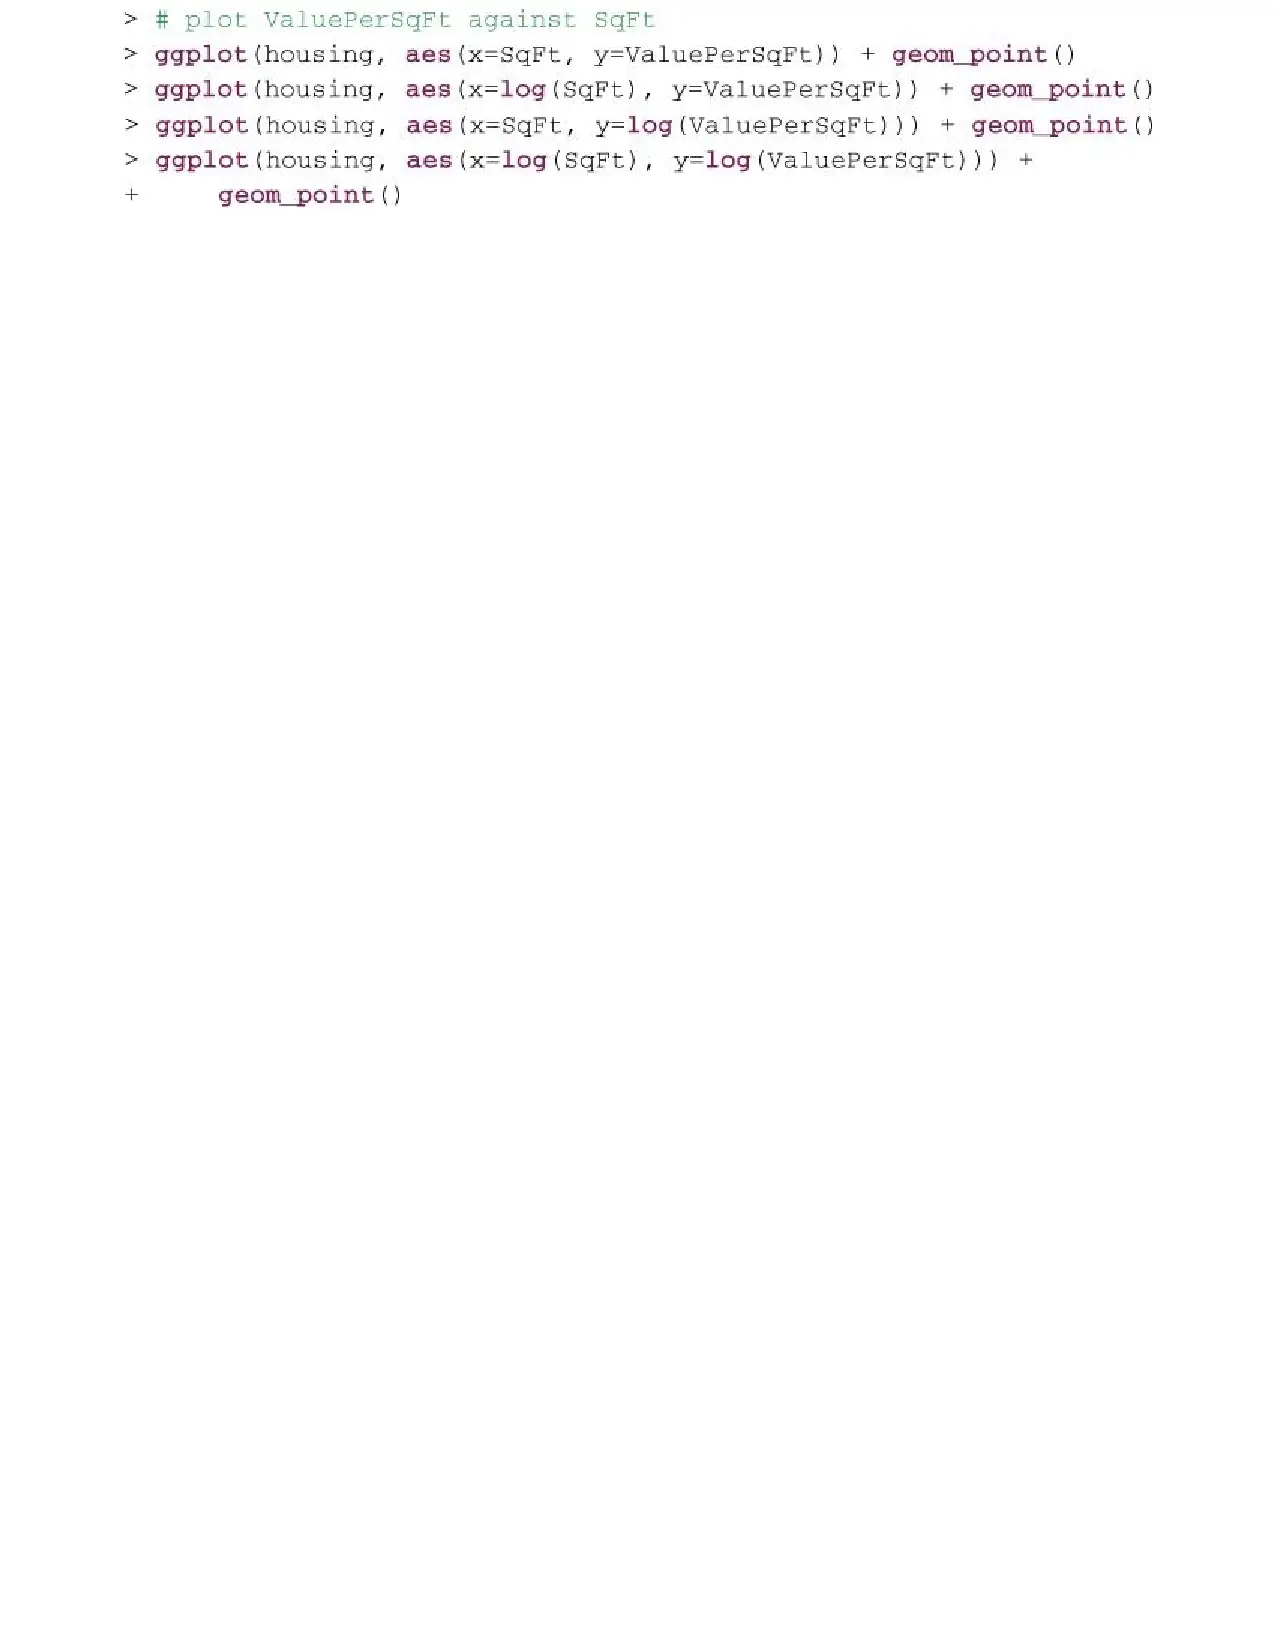 > # plot ValuePerSqFt against SqFt
> ggplot(housing, aes(x=SqFt, y=ValuePerSqFt)) + geom_point()
> ggplot(housing, aes(x=log(SqFt), y=ValuePerSqFt)) + geom_point()
> ggplot(housing, aes(x=SqFt, y=log(ValuePerSqFt))) + geom_point()
> ggplot(housing, aes(x=log(SqFt), y=log(ValuePerSqFt))) +
+     geom_point()